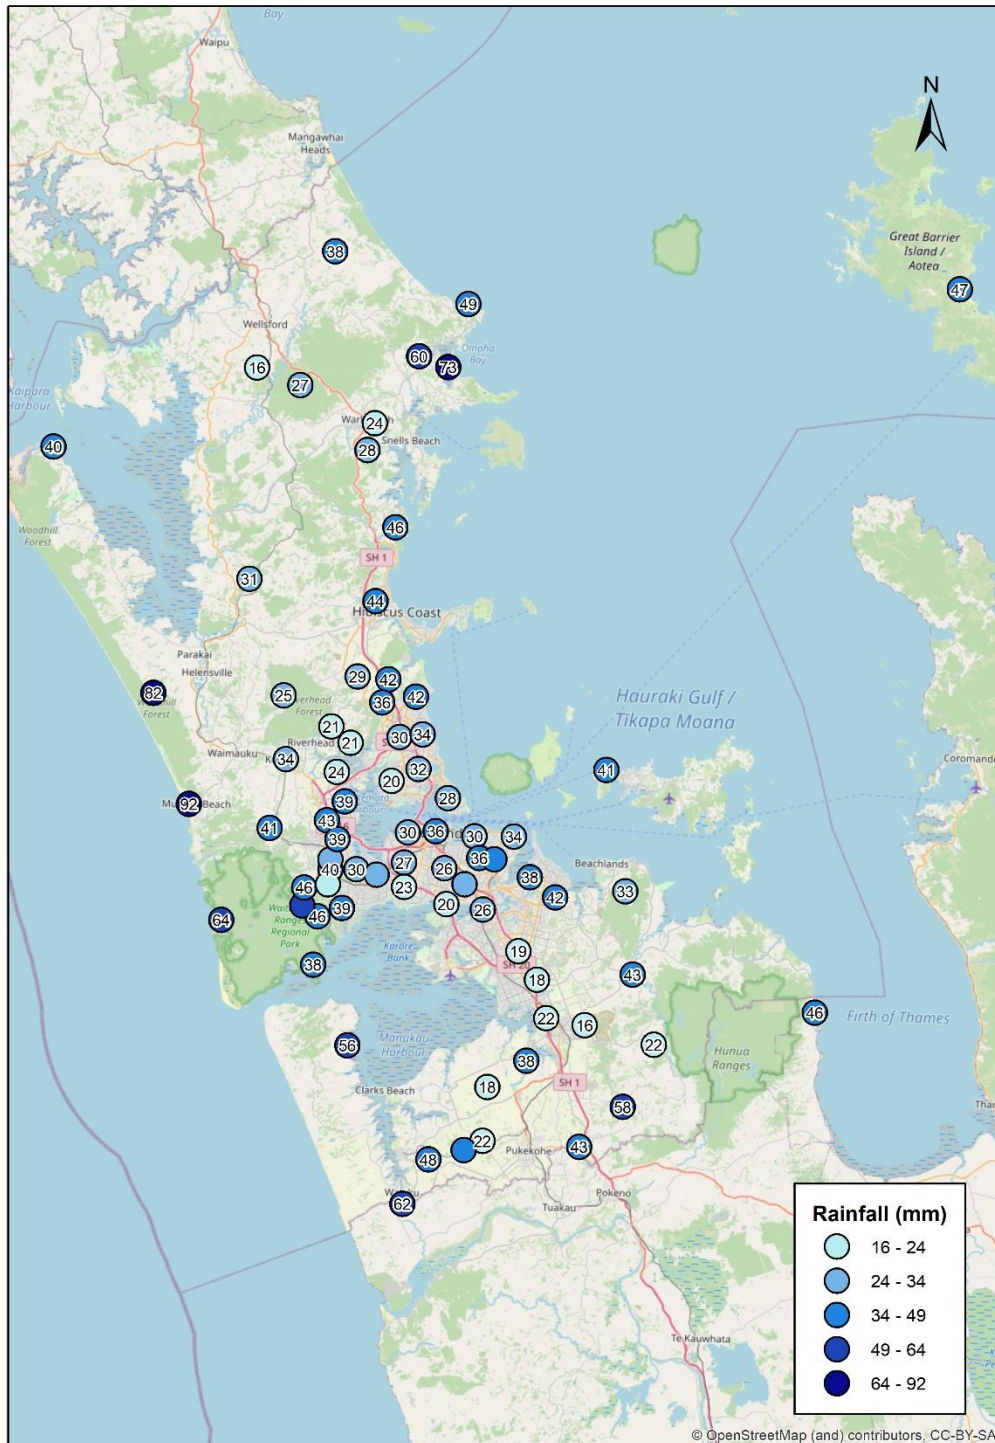 Bay
Waipu
N
Mangawhai
Heads
38
Great Barrier
Island /
Aotea
47
49
Wellsford
Omaha
Bay
60
73
16
27
Kaipara
Harbour
24
Snells Beach
28
40
Woodhill
Forest
46
SH 1
31
44
Hibiscus Coast
Parakai
Helensville
29
42
82
25
36
42
Hauraki Gulf /
Tikapa Moana
21
Riverhead
21
30
34
Waimauku
34
24
20
32
41
Coromandel
92
39
28
43
41
39
30
36
30
34
40
30
27
26
36
Beachlands
46
23
38
42
33
46
39
20
26
64
Regional
Park
Karore
Bank
19
38
SH 20
18
43
46
Firth of Thames
22
16
56
Manukau
Harbour
22
Hunua
Ranges
38
Clarks Beach
18
SH 1
58
22
48
Pukekohe
43
62
Pokeno
Tuakau
Te Kauwhata
Rainfall (mm)
16 - 24
24 - 34
34 - 49
49 - 64
64 - 92
© OpenStreetMap (and) contributors, CC-BY-SA